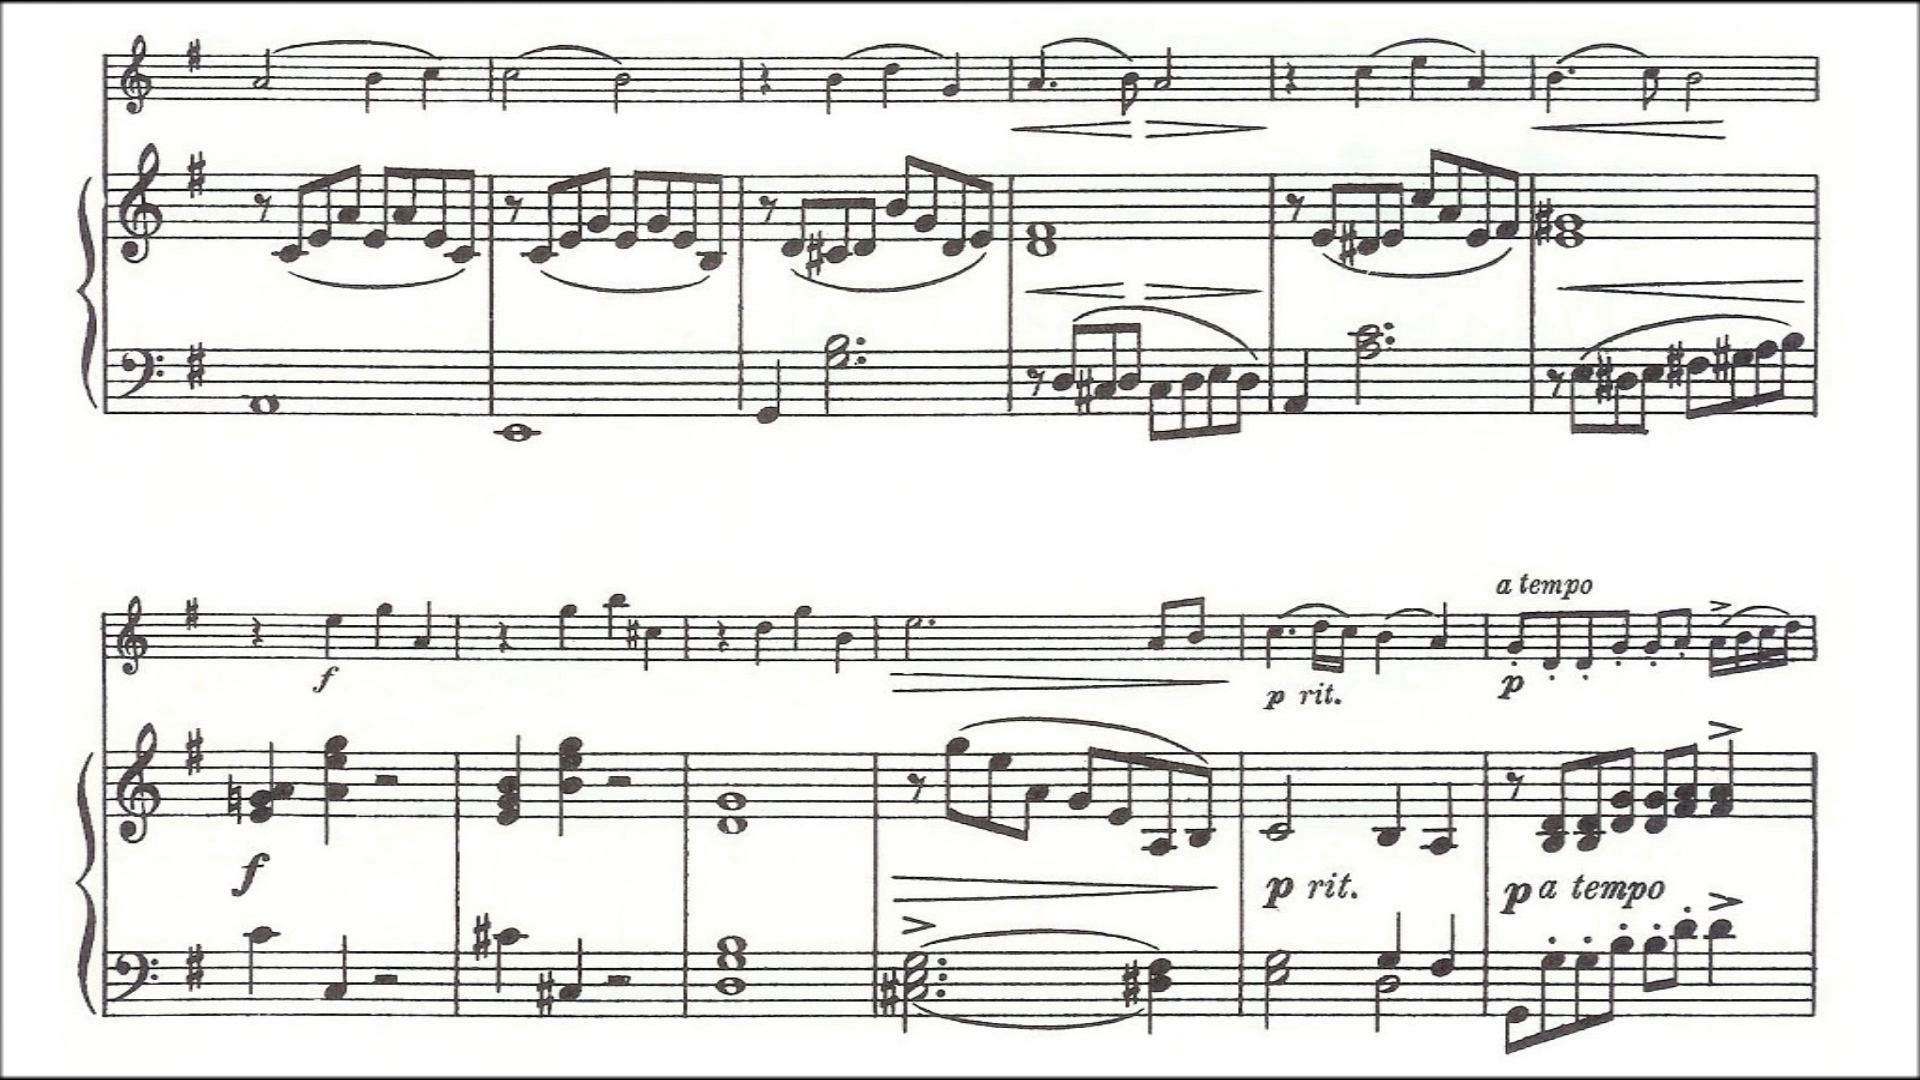 a tempo
f
p rit.
p
f
p rit.
p a tempo